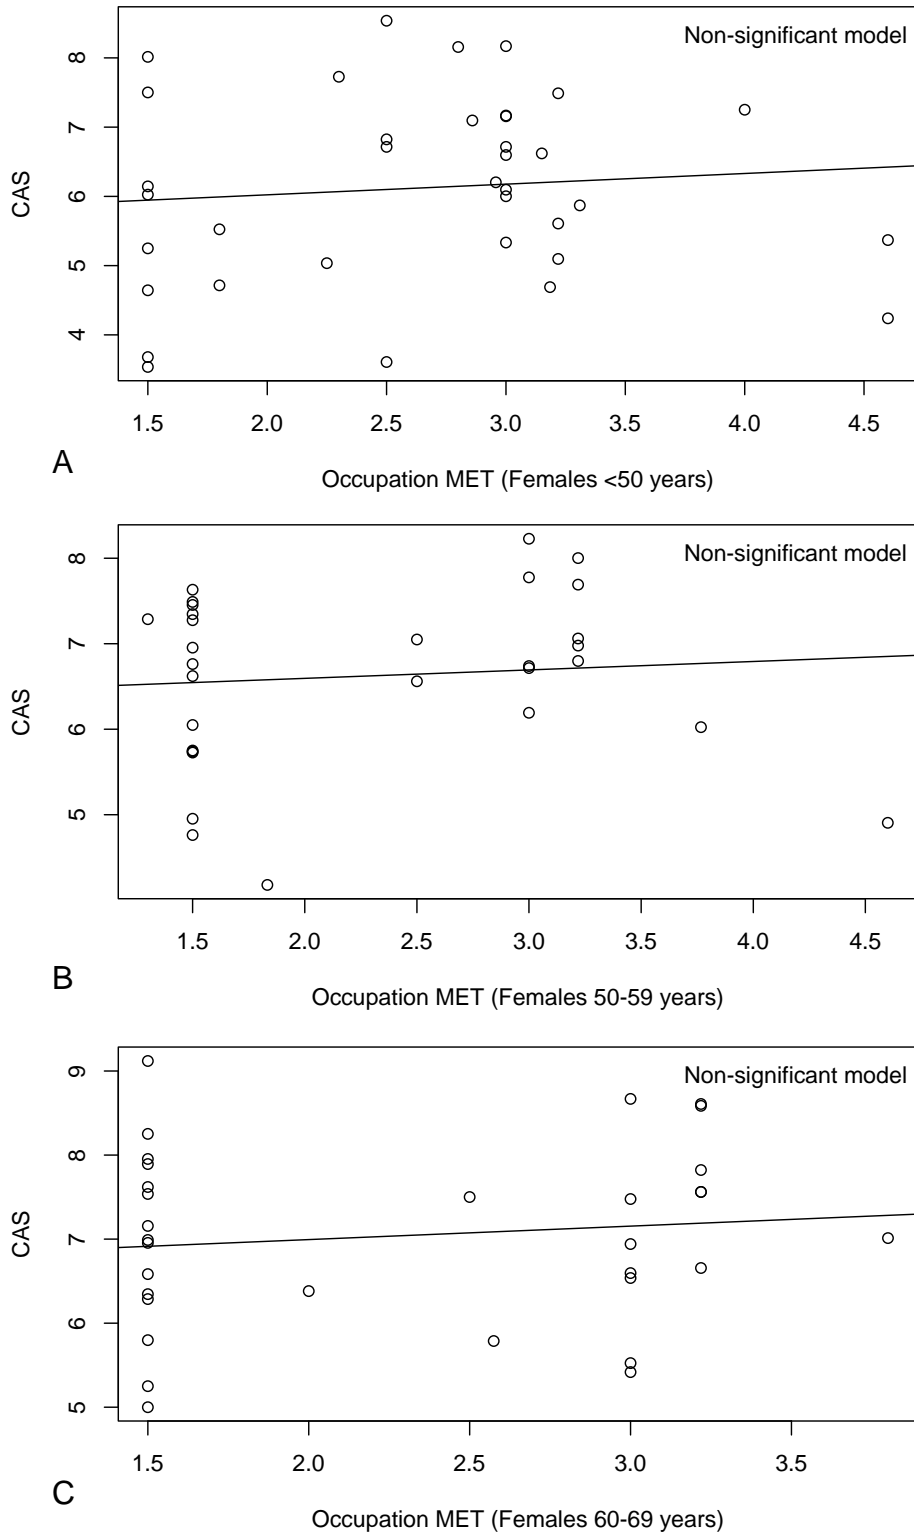 Non-significant model
8
7
6
5
4
CAS
1.5 2.0 2.5 3.0 3.5 4.0 4.5
A
Occupation MET (Females <50 years)
Non-significant model
8
7
6
5
CAS
1.5 2.0 2.5 3.0 3.5 4.0 4.5
B
Occupation MET (Females 50-59 years)
Non-significant model
9
8
7
6
5
CAS
1.5 2.0 2.5 3.0 3.5
C
Occupation MET (Females 60-69 years)